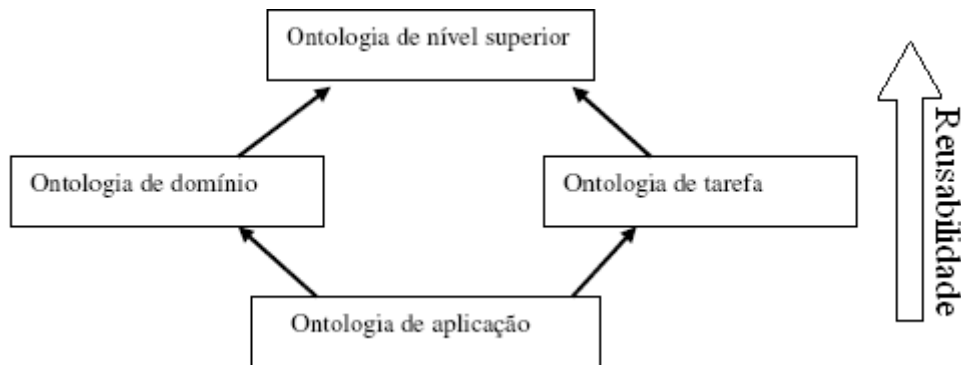 Ontologia de nível superior
Ontologia de domínio
Ontologia de tarefa
Ontologia de aplicação
Reusabilidade